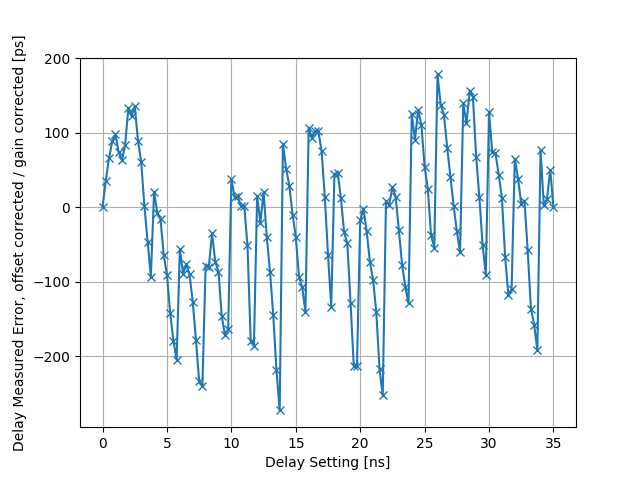 Delay Measured Error, offset corrected / gain corrected [ps]
200
100
0
−100
−200
0 5 10 15 20 25 30 35
Delay Setting [ns]